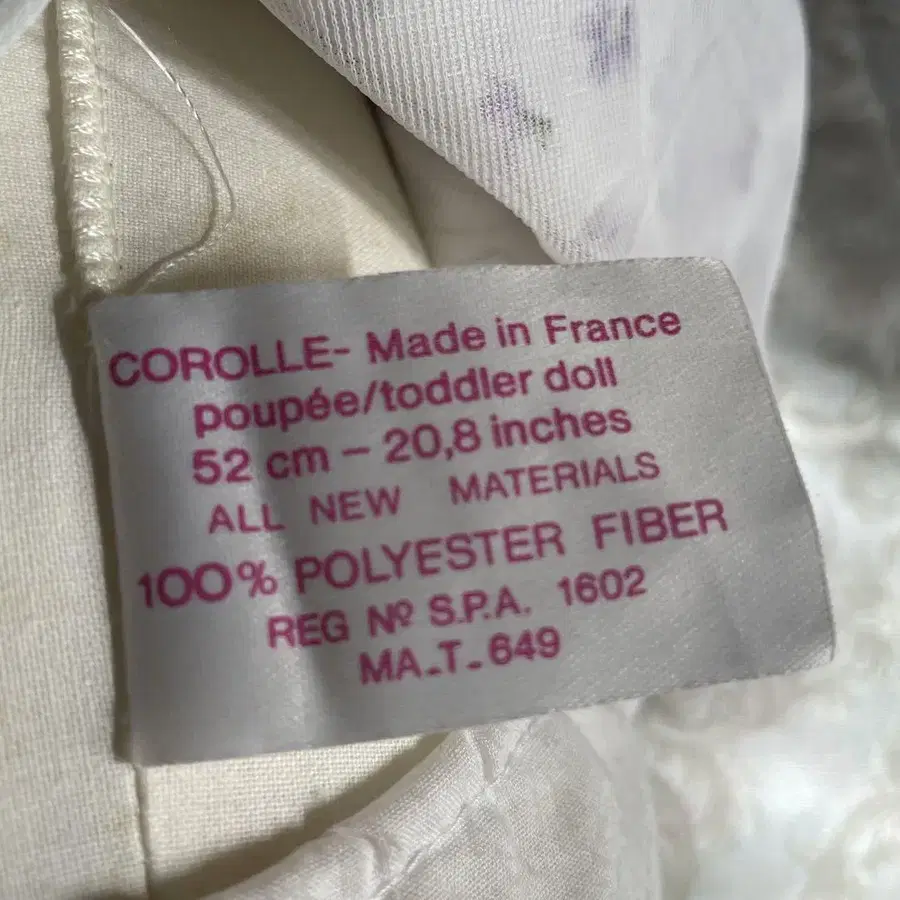 COROLLE- Made in France
poupée/toddler doll
52 cm – 20,8 inches
ALL NEW MATERIALS
100% POLYESTER FIBER
REG Nº S.P.A. 1602
MA.T. 649